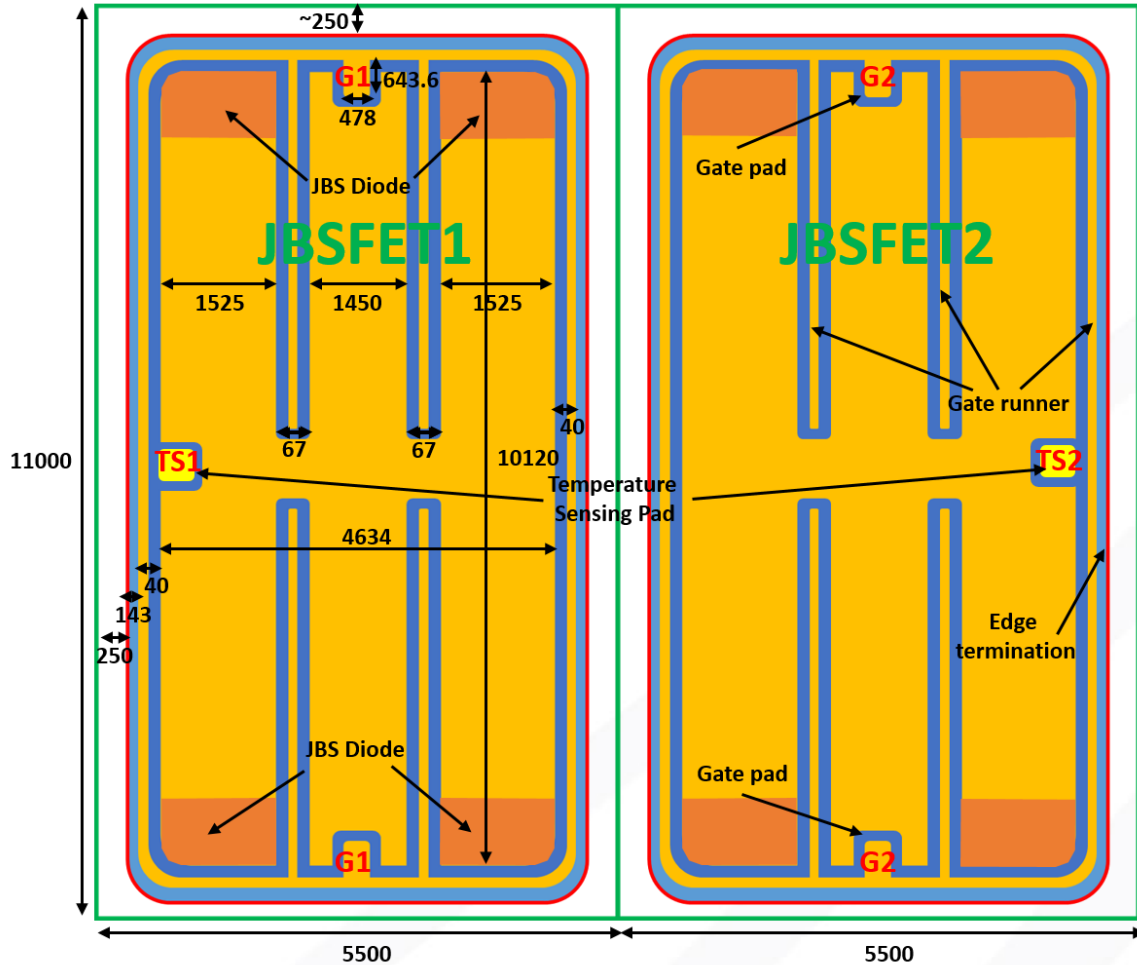 ~250
G1
643.6
478
JBS Diode
JBSFET1
1525
1450
1525
67
67
40
TS1
10120
11000
4634
40
143
250
JBS Diode
G1
5500
G2
Gate pad
JBSFET2
Gate runner
TS2
Temperature
Sensing Pad
Edge
termination
Gate pad
G2
5500